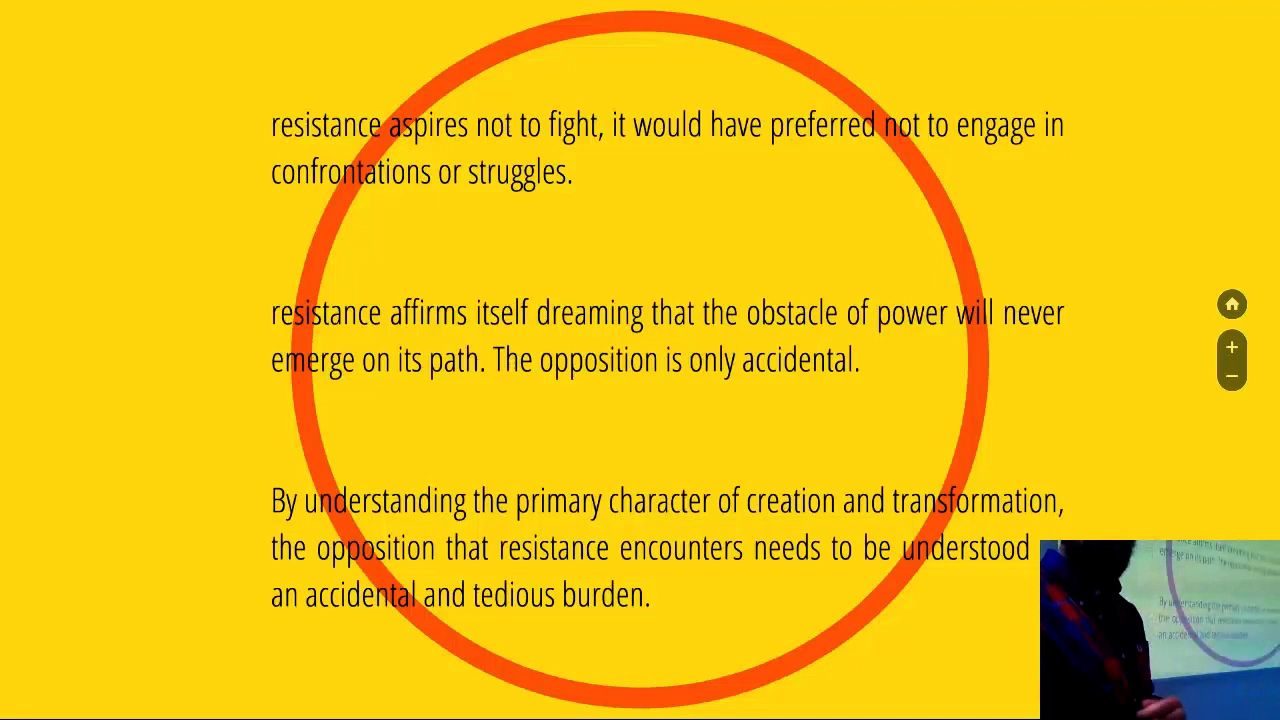 resistance aspires not to fight, it would have preferred not to engage in
confrontations or struggles.
resistance affirms itself dreaming that the obstacle of power will never
emerge on its path. The opposition is only accidental.
By understanding the primary character of creation and transformation,
the opposition that resistance encounters needs to be understood
an accidental and tedious burden.